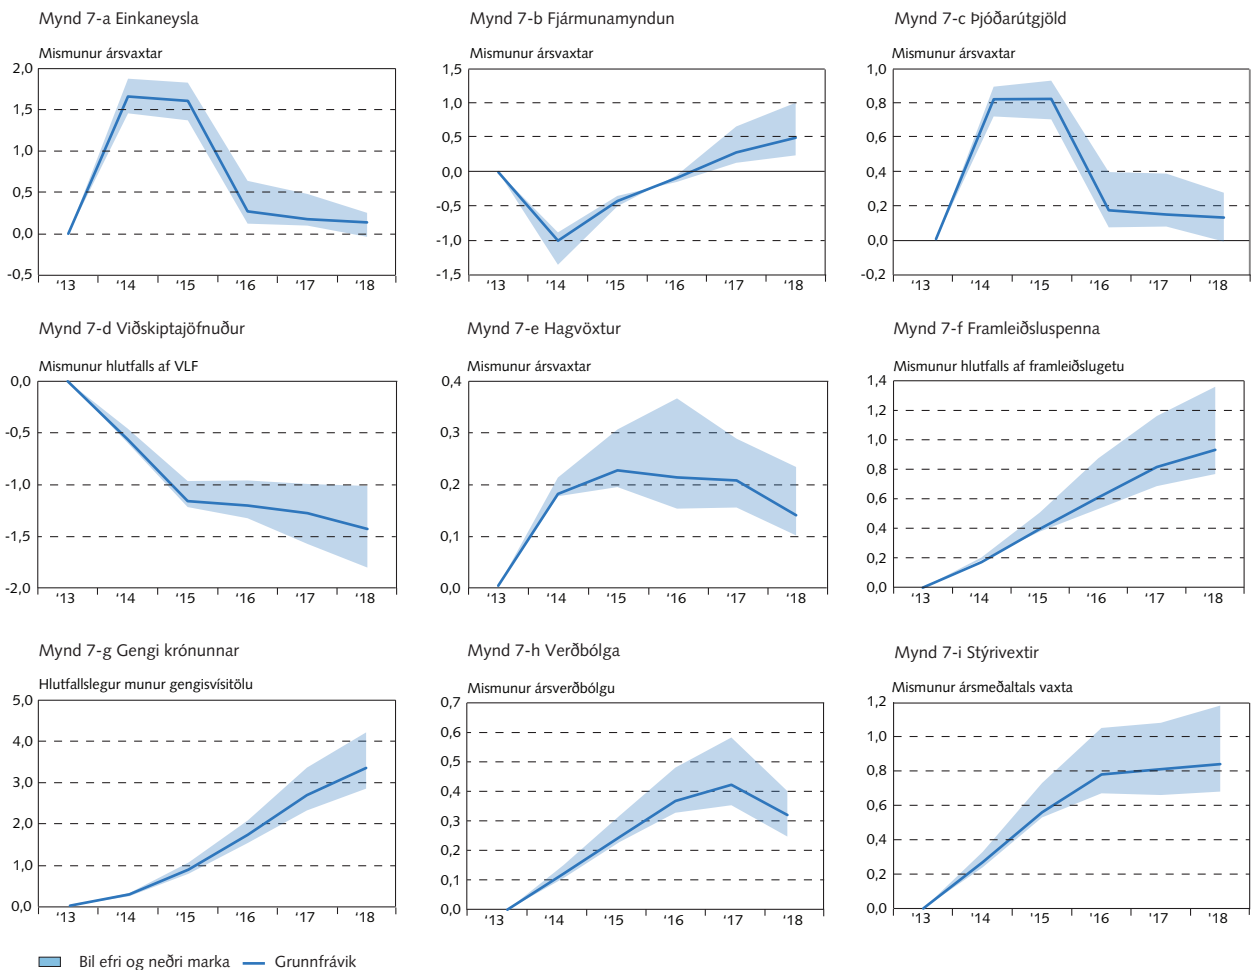 Mynd 7-a Einkaneysla
Mismunur ársvaxtar
2,0
1,5
1,0
0,5
0,0
-0,5
'13 '14 '15 '16 '17 '18
Mynd 7-b Fjármunamyndun
Mismunur ársvaxtar
1,5
1,0
0,5
0,0
-0,5
-1,0
-1,5
'13 '14 '15 '16 '17 '18
Mynd 7-c Þjóðarútgjöld
Mismunur ársvaxtar
1,0
0,8
0,6
0,4
0,2
0,0
-0,2
'13 '14 '15 '16 '17 '18
Mynd 7-d Viðskiptajöfnuður
Mismunur hlutfalls af VLF
0,0
-0,5
-1,0
-1,5
-2,0
'13 '14 '15 '16 '17 '18
Mynd 7-e Hagvöxtur
Mismunur ársvaxtar
0,4
0,3
0,2
0,1
0,0
'13 '14 '15 '16 '17 '18
Mynd 7-f Framleiðsluspenna
Mismunur hlutfalls af framleiðslugetu
1,4
1,2
1,0
0,8
0,6
0,4
0,2
0,0
'13 '14 '15 '16 '17 '18
Mynd 7-g Gengi krónunnar
Hlutfallslegur munur gengisvísitölu
5,0
4,0
3,0
2,0
1,0
0,0
'13 '14 '15 '16 '17 '18
Mynd 7-h Verðbólga
Mismunur ársverðbólgu
0,7
0,6
0,5
0,4
0,3
0,2
0,1
0,0
'13 '14 '15 '16 '17 '18
Mynd 7-i Stýrivextir
Mismunur ársmeðaltals vaxta
1,2
1,0
0,8
0,6
0,4
0,2
0,0
'13 '14 '15 '16 '17 '18
Bil efri og neðri marka Grunnfrávik